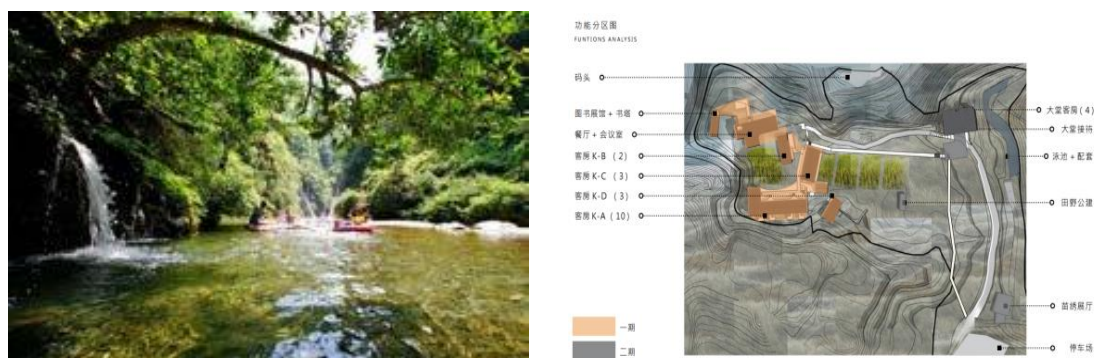 功能分区图
FUNTIONS ANALYSIS
码头
图书展馆 + 书塔
餐厅 + 会议室
客房 K-B (2)
客房 K-C (3)
客房 K-D (3)
客房 K-A (10)
大堂客房 (4)
大堂接待
泳池 + 配套
田野公建
苗绣展厅
停车场
一期
二期